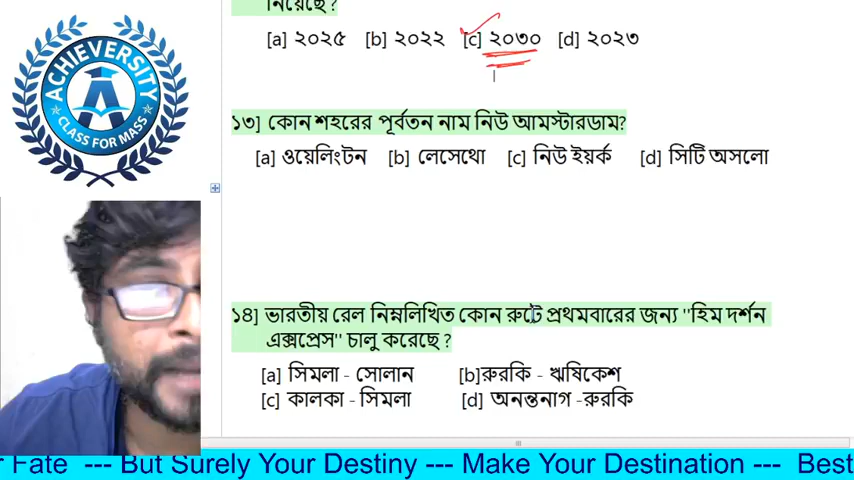 নিয়েছে?
[a] ২০২৫ [b] ২০২২ [c] ২০৩০ [d] ২০২৩
১৩] কোন শহরের পূর্বতন নাম নিউ আমস্টারডাম?
[a] ওয়েলিংটন [b] লেসেথো [c] নিউ ইয়র্ক [d] সিটি অসলো
১৪] ভারতীয় রেল নিম্নলিখিত কোন রুটে প্রথমবারের জন্য "হিম দর্শন
এক্সপ্রেস" চালু করেছে ?
[a] সিমলা - সোলান [b]রুরকি - ঋষিকেশ
[c] কালকা - সিমলা [d] অনন্তনাগ -রুরকি
ACHIEVERSITY
A
CLASS FOR MASS
r Fate --- But Surely Your Destiny --- Make Your Destination --- Best